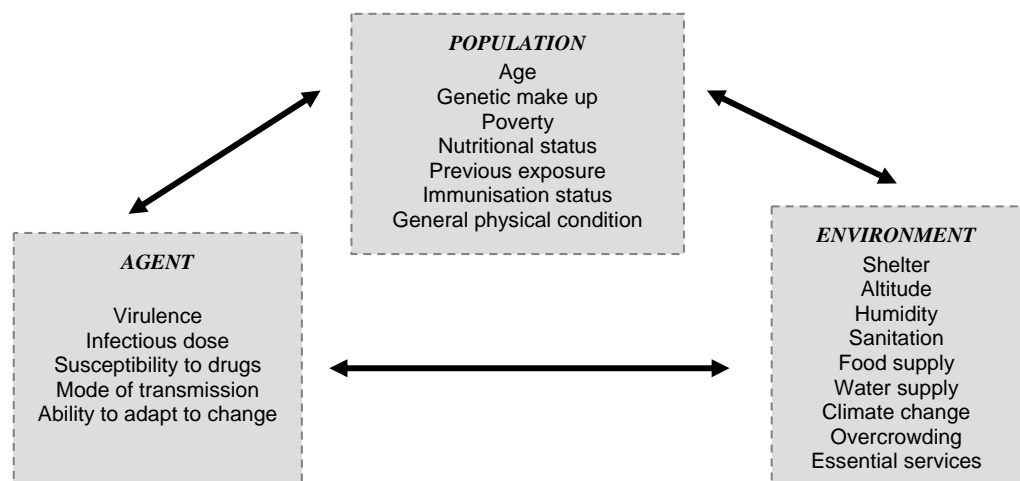 POPULATION
Age
Genetic make up
Poverty
Nutritional status
Previous exposure
Immunisation status
General physical condition
AGENT
Virulence
Infectious dose
Susceptibility to drugs
Mode of transmission
Ability to adapt to change
ENVIRONMENT
Shelter
Altitude
Humidity
Sanitation
Food supply
Water supply
Climate change
Overcrowding
Essential services